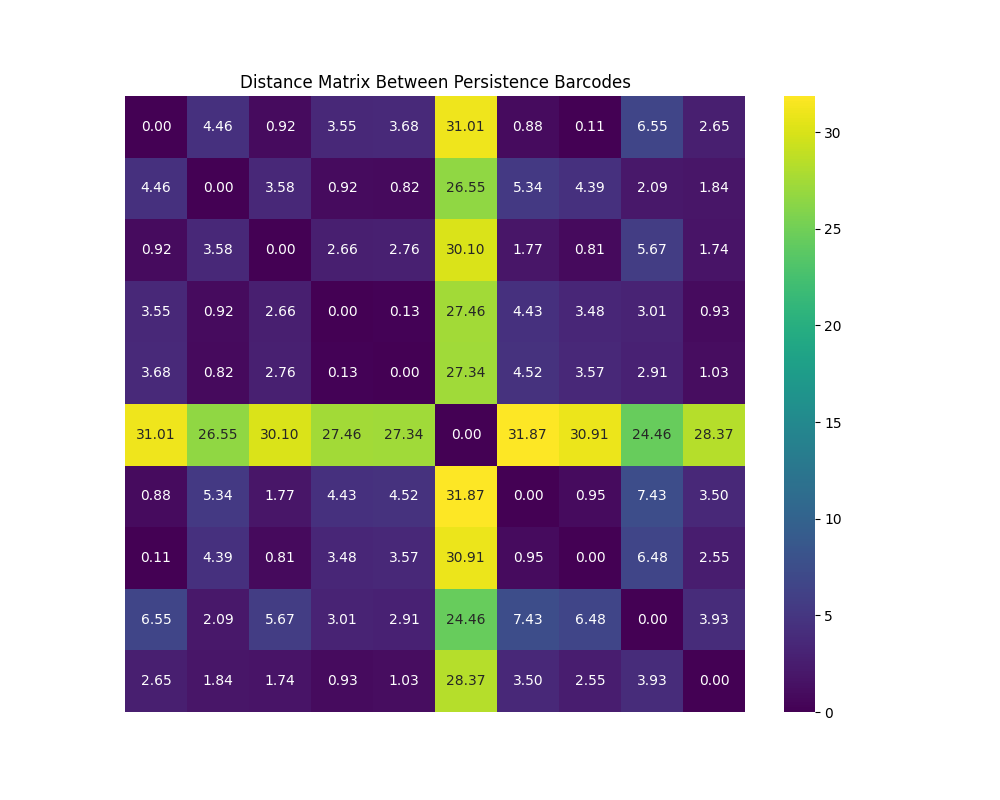 Distance Matrix Between Persistence Barcodes
0.00 4.46 0.92 3.55 3.68 31.01 0.88 0.11 6.55 2.65
4.46 0.00 3.58 0.92 0.82 26.55 5.34 4.39 2.09 1.84
0.92 3.58 0.00 2.66 2.76 30.10 1.77 0.81 5.67 1.74
3.55 0.92 2.66 0.00 0.13 27.46 4.43 3.48 3.01 0.93
3.68 0.82 2.76 0.13 0.00 27.34 4.52 3.57 2.91 1.03
31.01 26.55 30.10 27.46 27.34 0.00 31.87 30.91 24.46 28.37
0.88 5.34 1.77 4.43 4.52 31.87 0.00 0.95 7.43 3.50
0.11 4.39 0.81 3.48 3.57 30.91 0.95 0.00 6.48 2.55
6.55 2.09 5.67 3.01 2.91 24.46 7.43 6.48 0.00 3.93
2.65 1.84 1.74 0.93 1.03 28.37 3.50 2.55 3.93 0.00
30
25
20
15
10
5
0